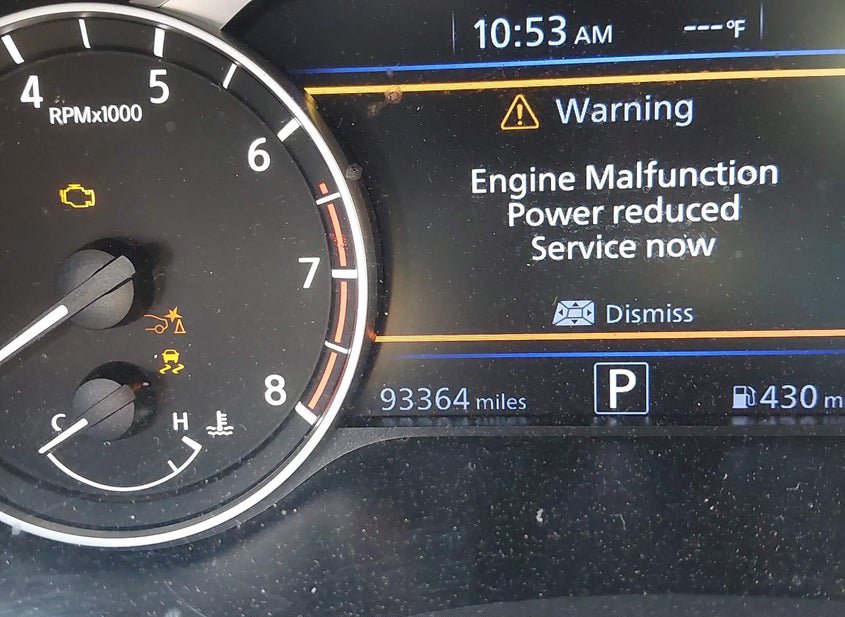 10:53 AM
---°F
4
5
RPMx1000
6
7
8
Warning
Engine Malfunction
Power reduced
Service now
Dismiss
C
H
93364 miles
P
430 m